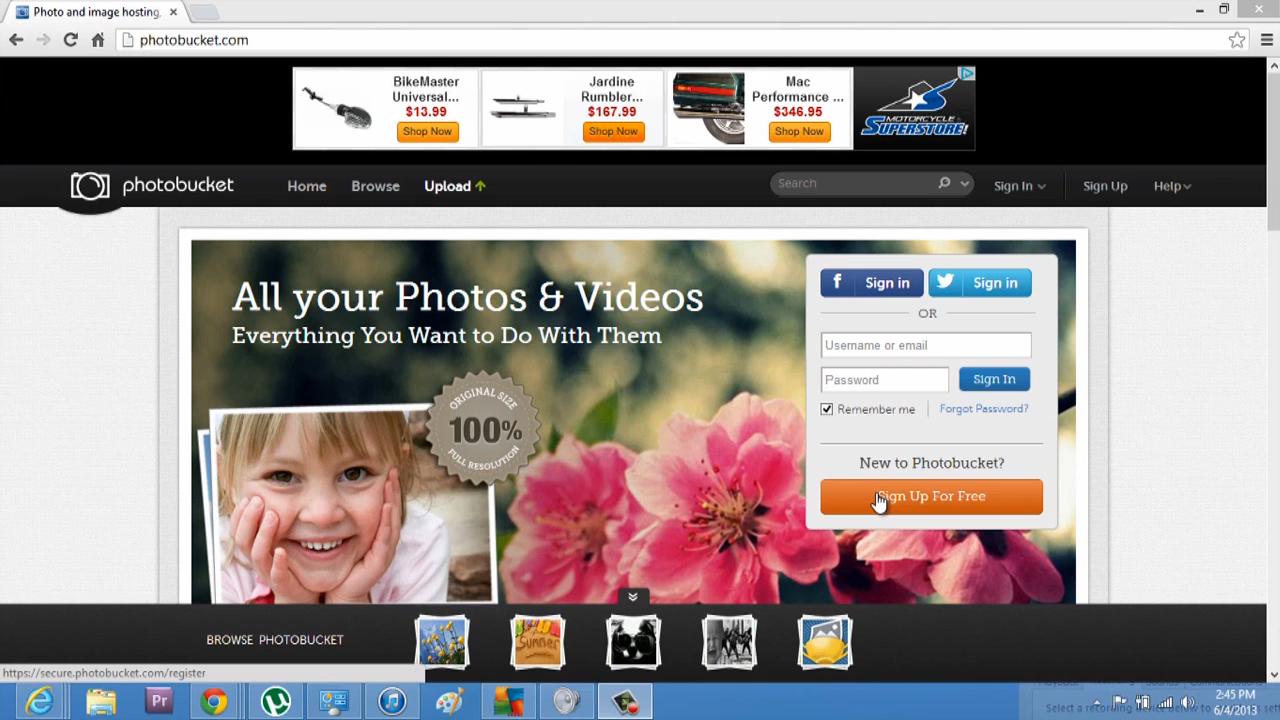 Photo and image hosting,
photobucket.com
BikeMaster
Universal...
$13.99
Shop Now
Jardine
Rumbler...
$167.99
Shop Now
Mac
Performance ...
$346.95
Shop Now
MOTORCYCLE
SUPERSTORE!
photobucket
Home
Browse
Upload
Search
Sign In
Sign Up
Help
All your Photos & Videos
Everything You Want to Do With Them
ORIGINAL SIZE
100%
FULL RESOLUTION
f Sign in
Sign in
OR
Username or email
Password
Sign In
Remember me
Forgot Password?
New to Photobucket?
Sign Up For Free
BROWSE PHOTOBUCKET
Summer
https://secure.photobucket.com/register
Pr
2:45 PM
6/4/2013